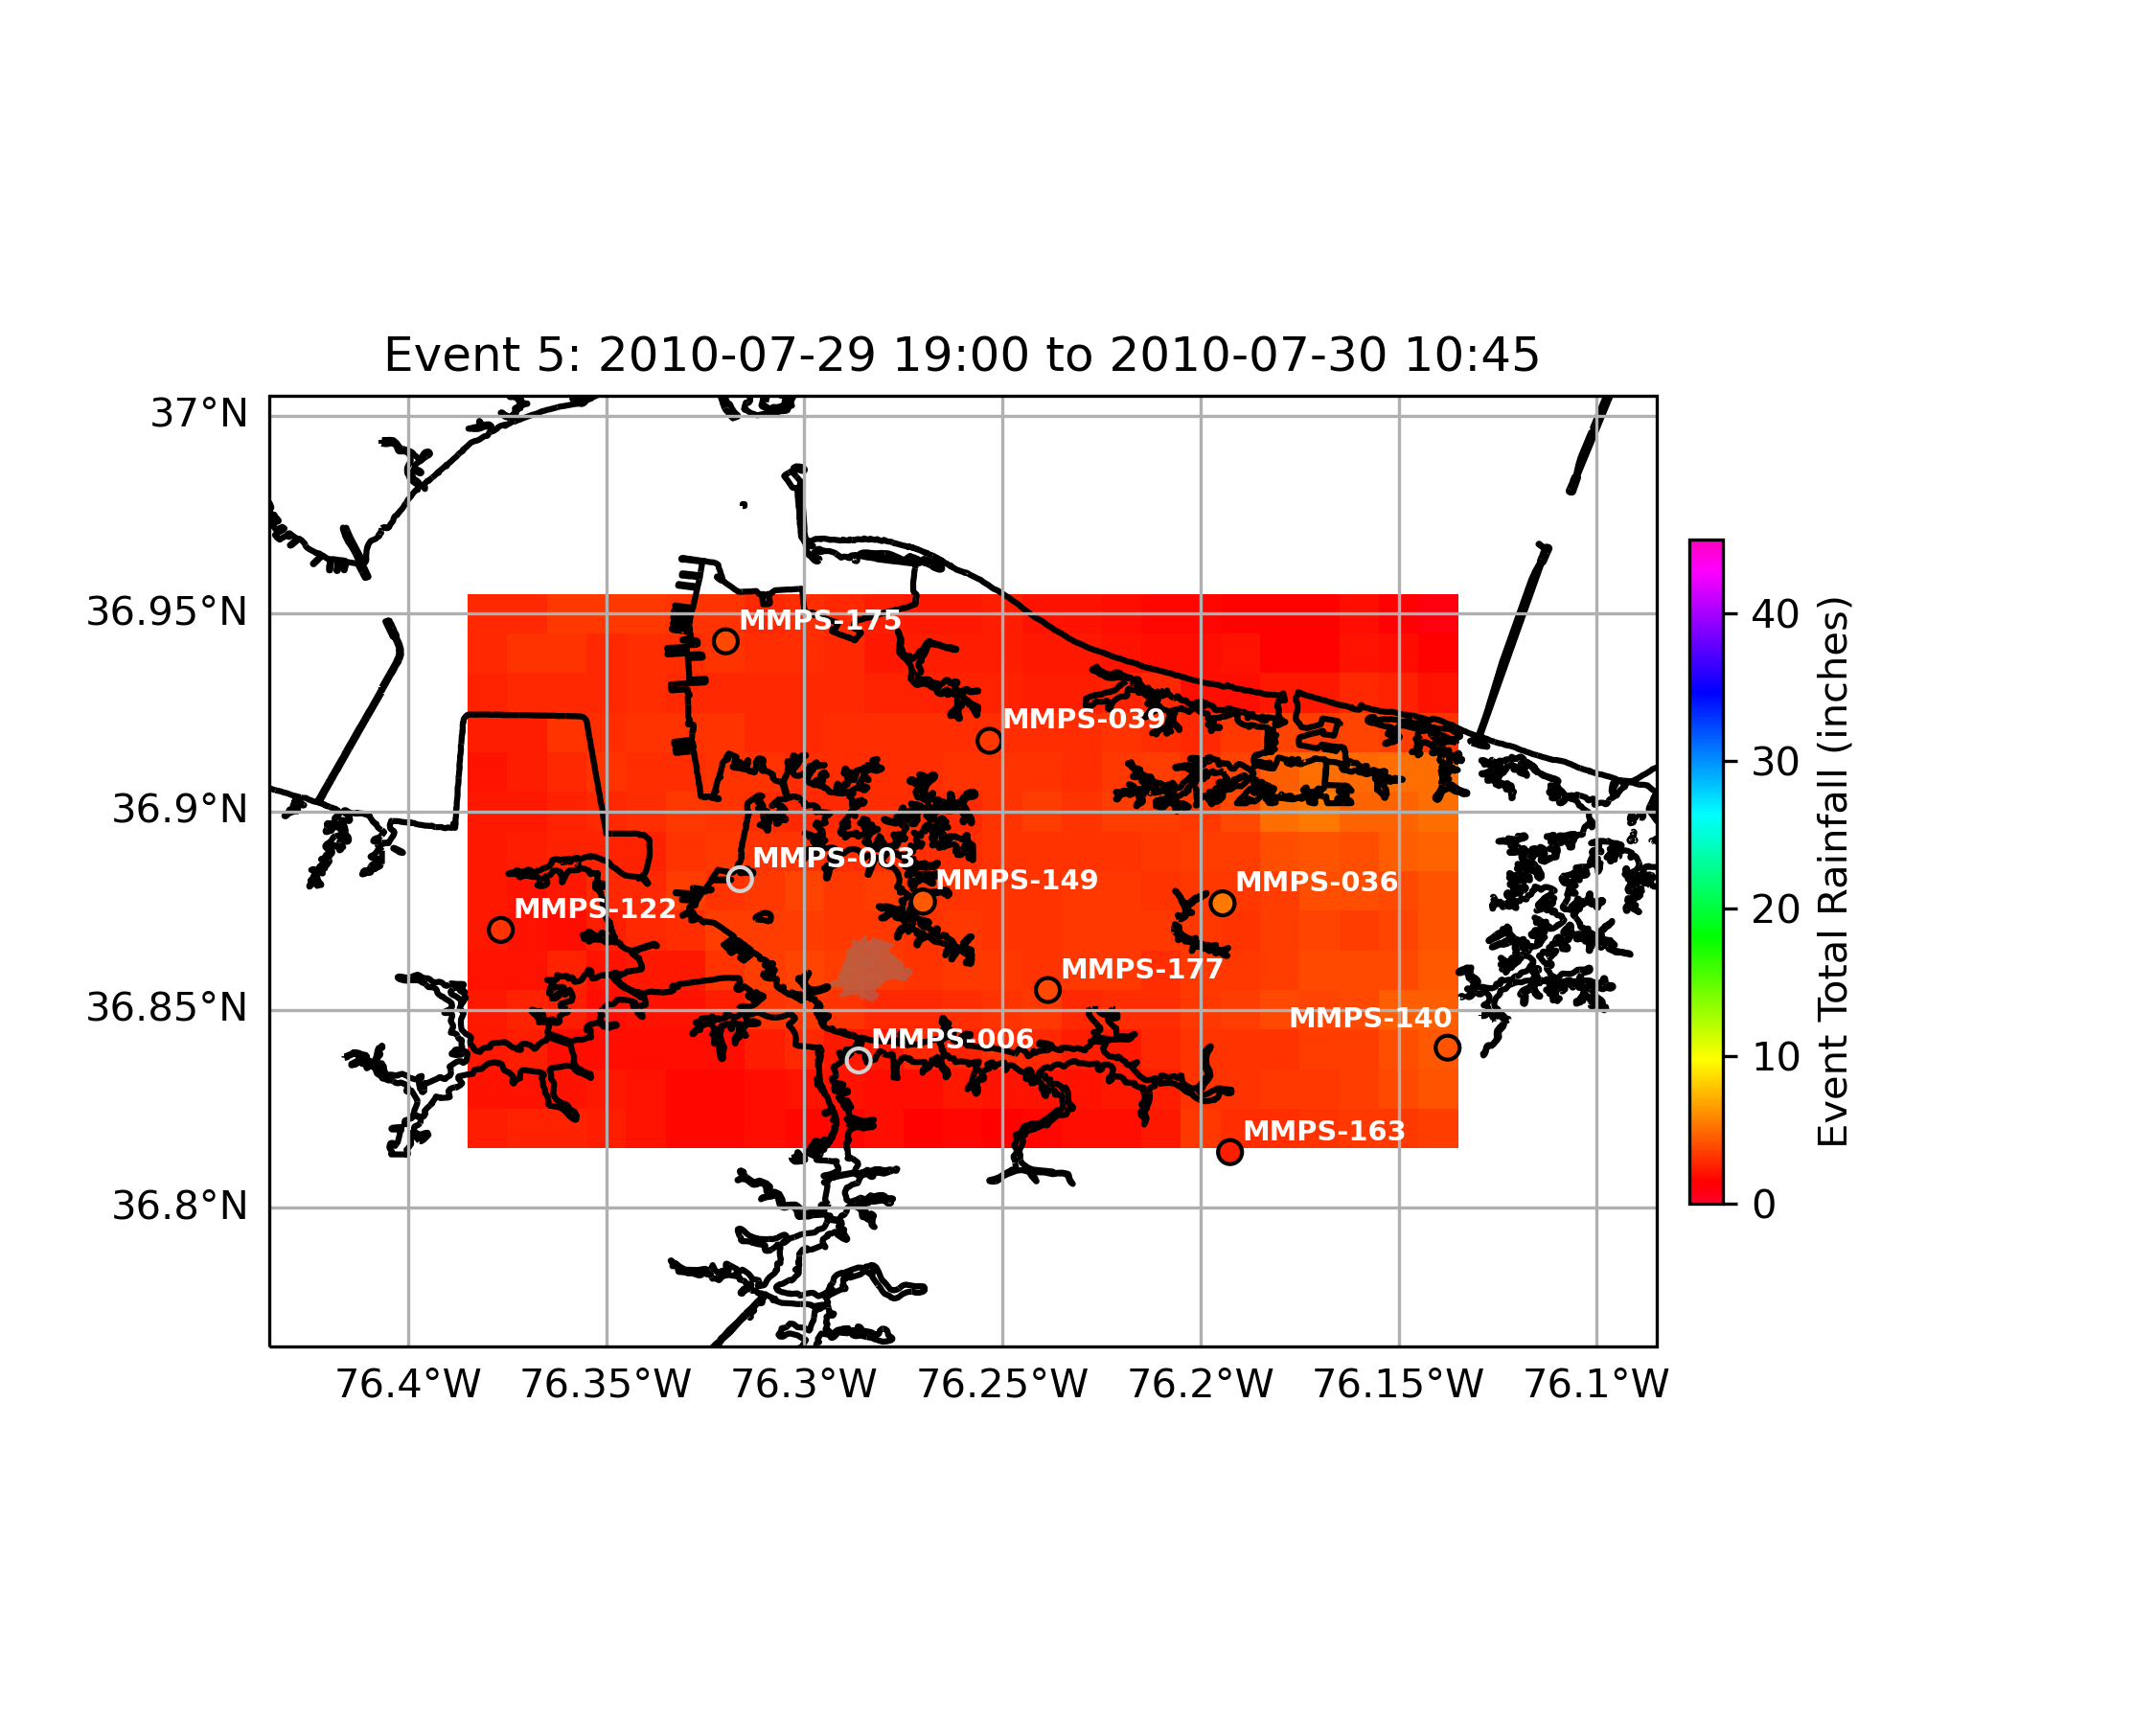 Event 5: 2010-07-29 19:00 to 2010-07-30 10:45
37°N
36.95°N
36.9°N
36.85°N
36.8°N
MMPS-175
MMPS-039
MMPS-003
MMPS-149
MMPS-036
MMPS-122
MMPS-177
MMPS-140
MMPS-006
MMPS-163
76.4°W 76.35°W 76.3°W 76.25°W 76.2°W 76.15°W 76.1°W
40
30
20
10
0
Event Total Rainfall (inches)